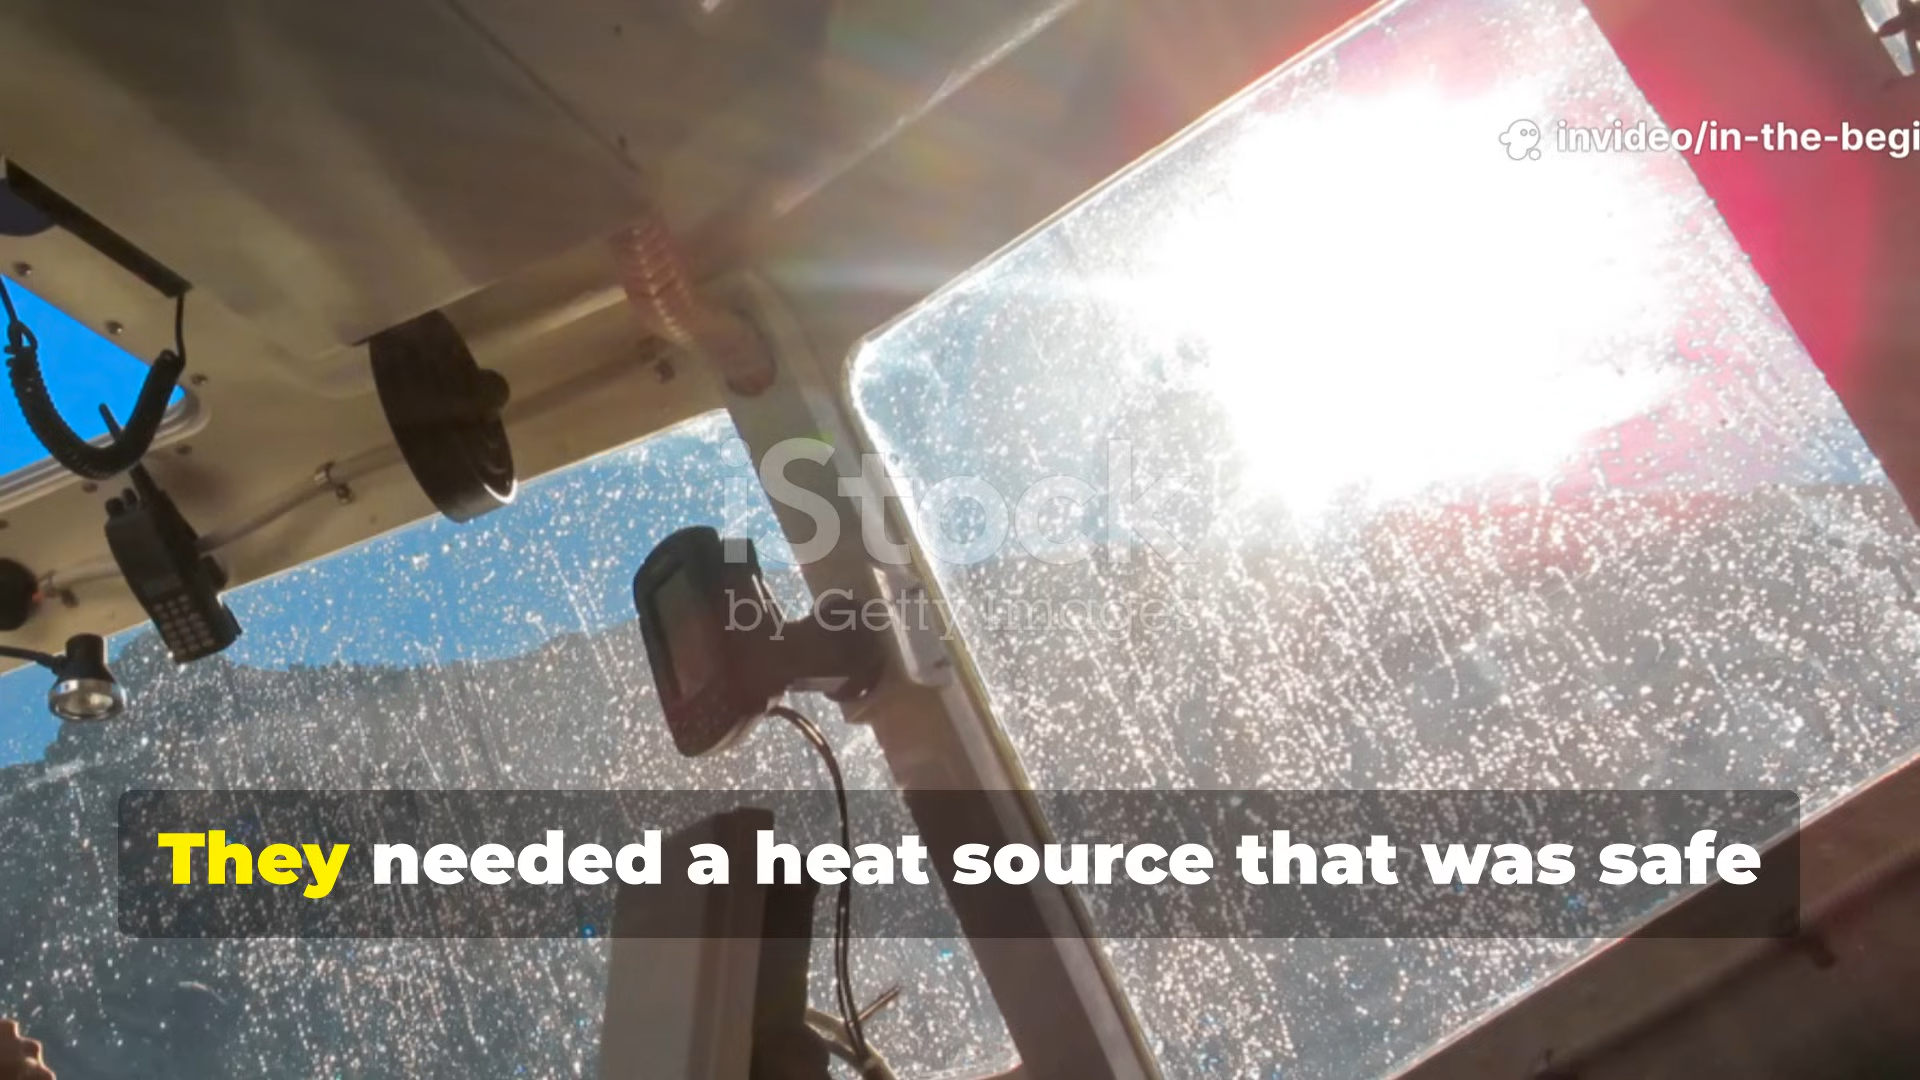 invideo/in-the-begi
iStock
by Getty Images
They needed a heat source that was safe